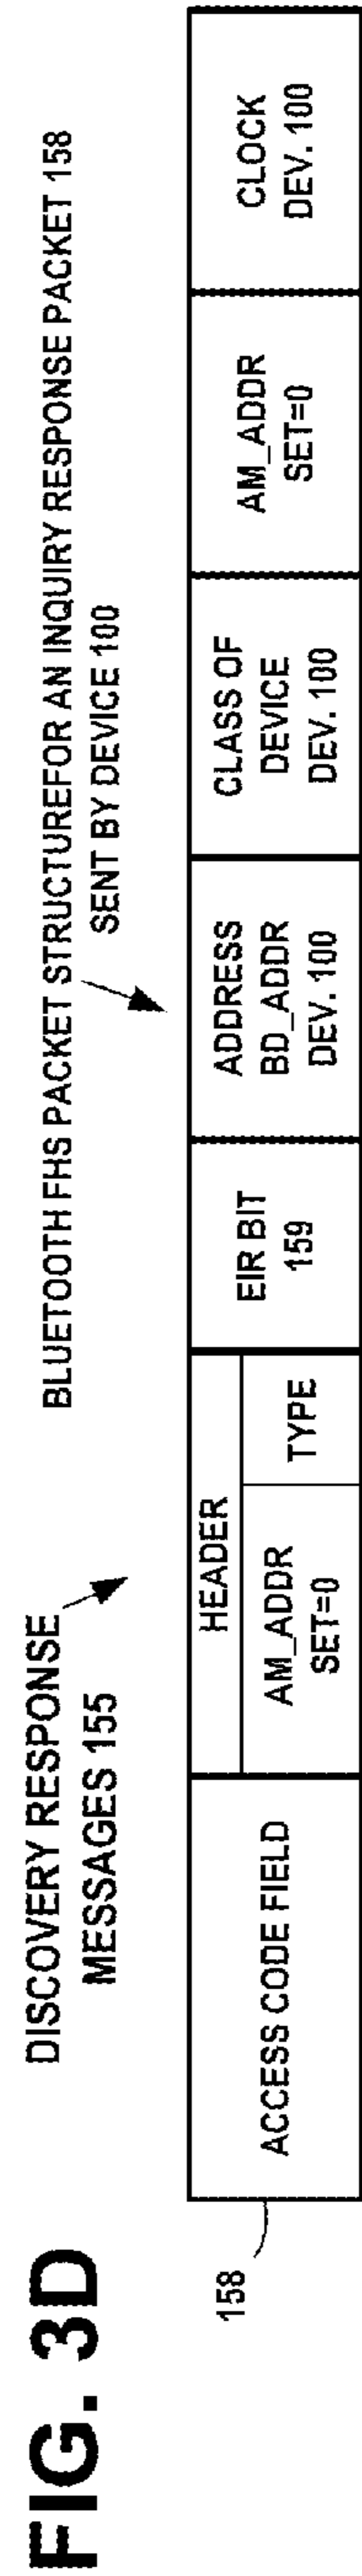 FIG. 3D
DISCOVERY RESPONSE
MESSAGES 155
BLUETOOTH FHS PACKET STRUCTUREFOR AN INQUIRY RESPONSE PACKET 158
SENT BY DEVICE 100
158
ACCESS CODE FIELD
HEADER
AM_ADDR
SET=0
TYPE
EIR BIT
159
ADDRESS
BD_ADDR
DEV. 100
CLASS OF
DEVICE
DEV. 100
AM_ADDR
SET=0
CLOCK
DEV. 100